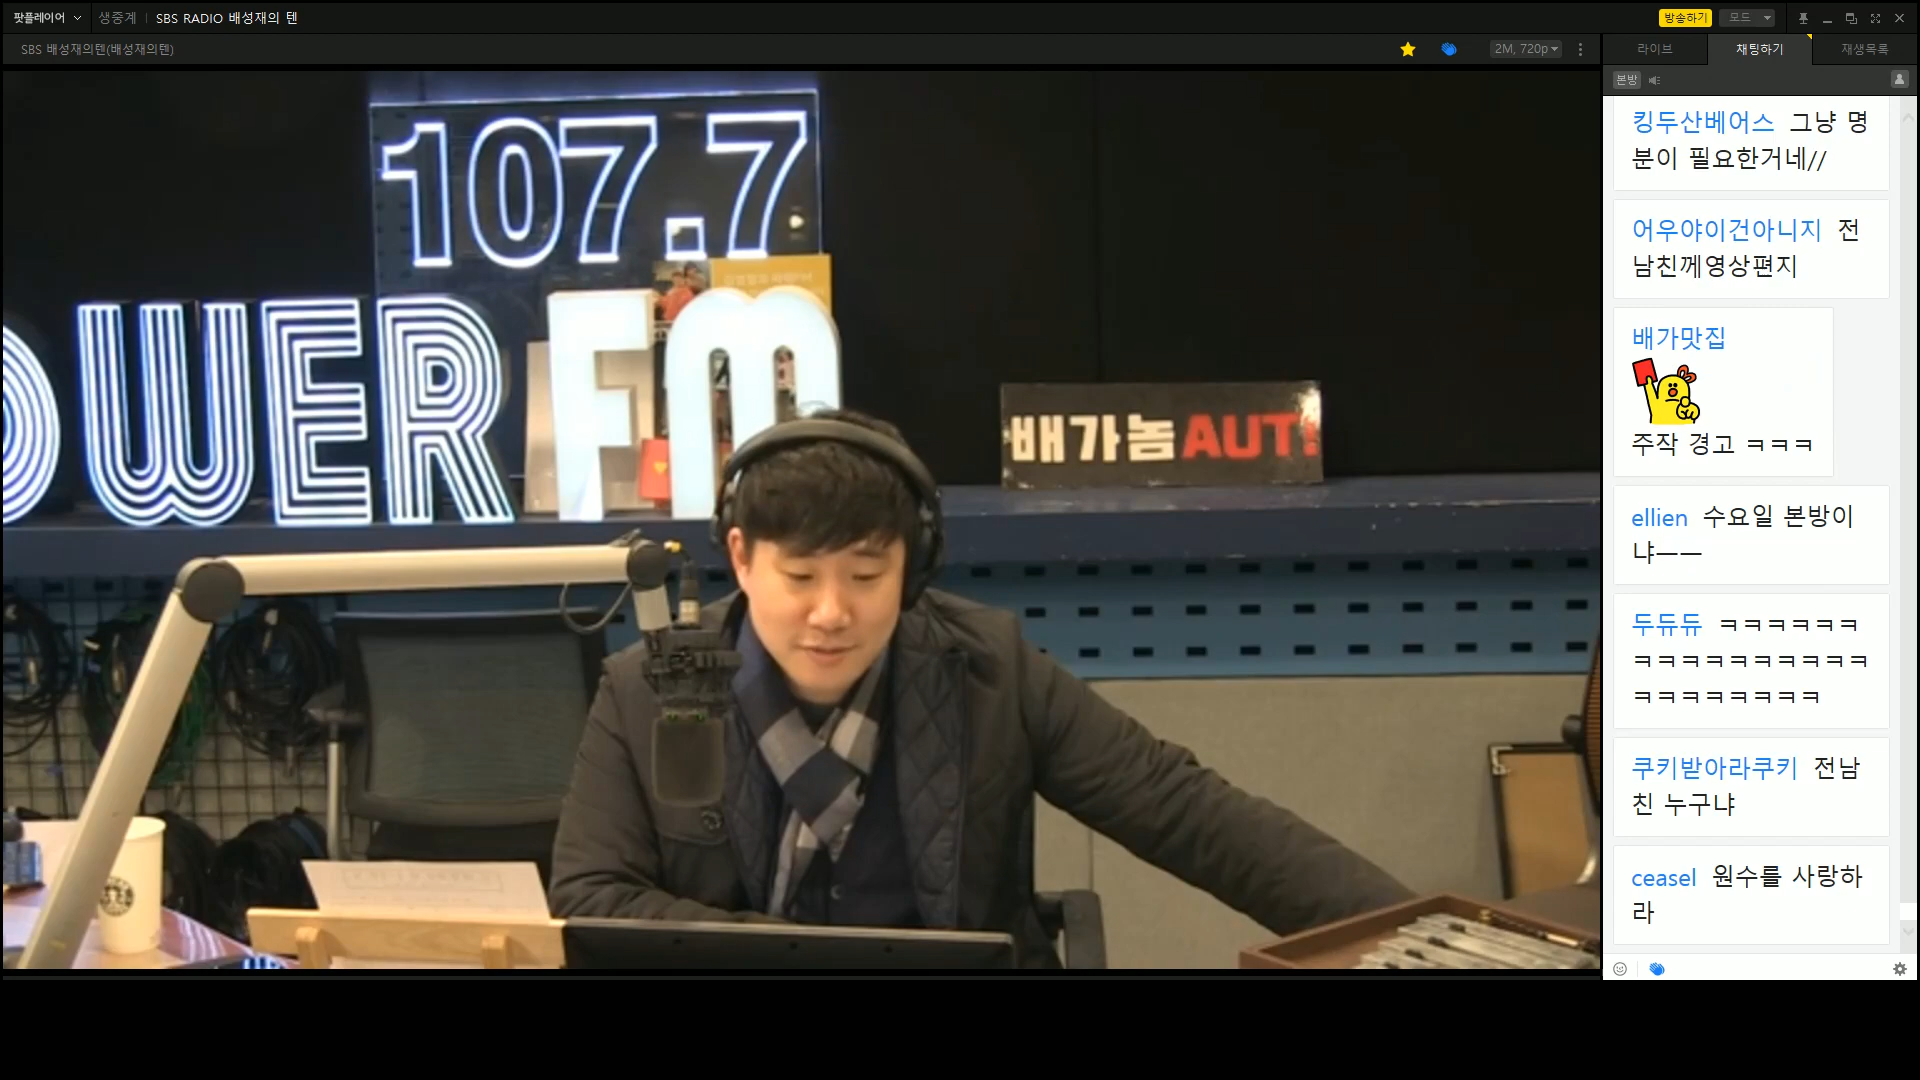 팟플레이어
생중계
SBS RADIO 배성재의 텐
방송하기
모드
SBS 배성재의텐(배성재의텐)
2M, 720p
라이브
채팅하기
재생목록
본방
107.7
OWER FM
배가놈AUT!
킹두산베어스 그냥 명
분이 필요한거네//
어우야이건아니지 전
남친께영상편지
배가맛집
주작 경고 ㅋㅋㅋ
ellien 수요일 본방이
냐ㅡㅡ
두듀듀 ㅋㅋㅋㅋㅋㅋ
ㅋㅋㅋㅋㅋㅋㅋㅋㅋㅋ
ㅋㅋㅋㅋㅋㅋㅋㅋ
쿠키받아라쿠키 전남
친 누구냐
ceasel 원수를 사랑하
라